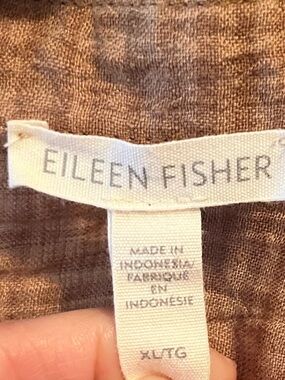 EILEEN FISHER
MADE IN
INDONESIA/
FABRIQUÉ
EN
INDONÉSIE
XL/TG